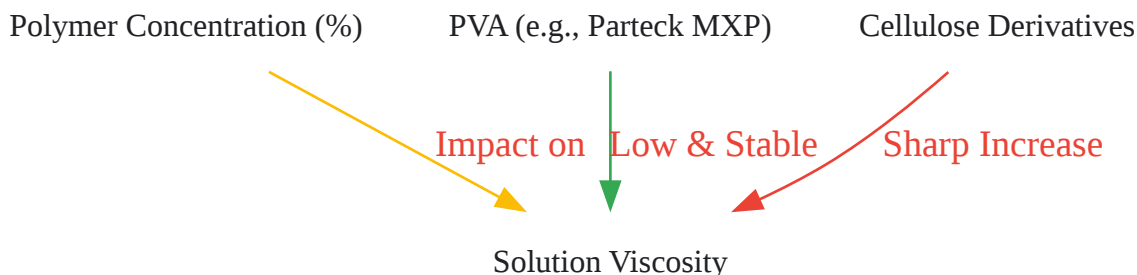 Polymer Concentration (%)
PVA (e.g., Parteck MXP)
Cellulose Derivatives
Impact on
Low & Stable
Sharp Increase
Solution Viscosity